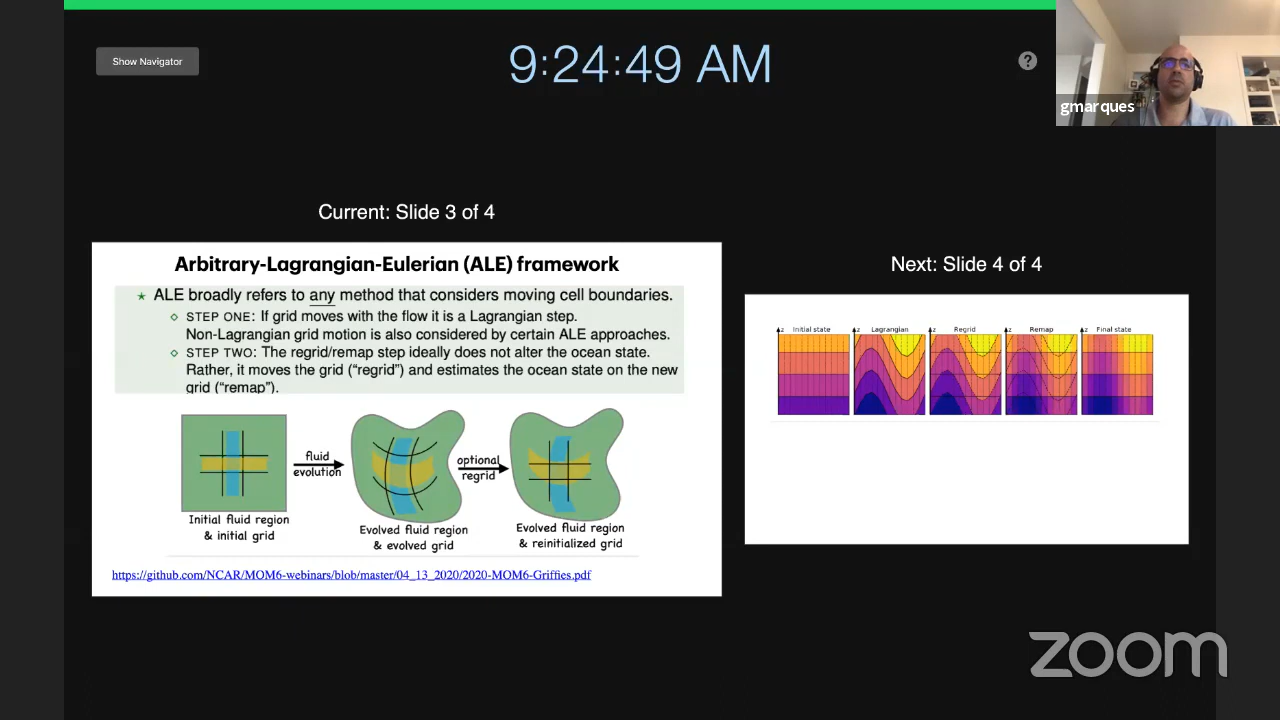 Show Navigator
9:24:49 AM
?
gmarques
Current: Slide 3 of 4
Arbitrary-Lagrangian-Eulerian (ALE) framework
ALE broadly refers to any method that considers moving cell boundaries.
STEP ONE: If grid moves with the flow it is a Lagrangian step.
Non-Lagrangian grid motion is also considered by certain ALE approaches.
STEP TWO: The regrid/remap step ideally does not alter the ocean state.
Rather, it moves the grid (“regrid”) and estimates the ocean state on the new
grid (“remap”).
fluid
evolution
optional
regrid
Initial fluid region
& initial grid
Evolved fluid region
& evolved grid
Evolved fluid region
& reinitialized grid
https://github.com/NCAR/MOM6-webinars/blob/master/04_13_2020/2020-MOM6-Griffies.pdf
Next: Slide 4 of 4
z Initial state z Lagrangian z Regrid z Remap z Final state
zoom